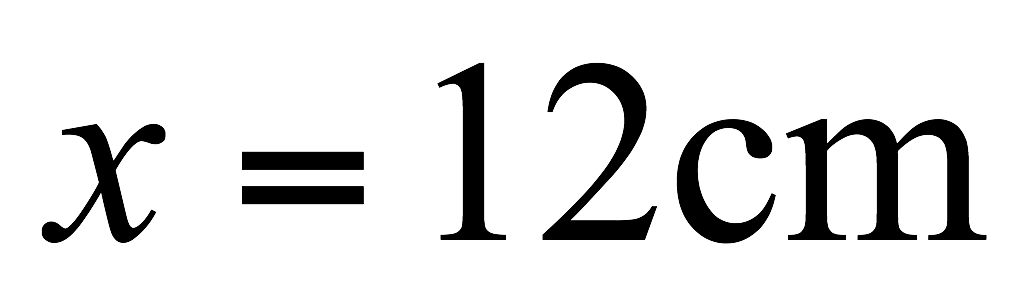 x = 12cm